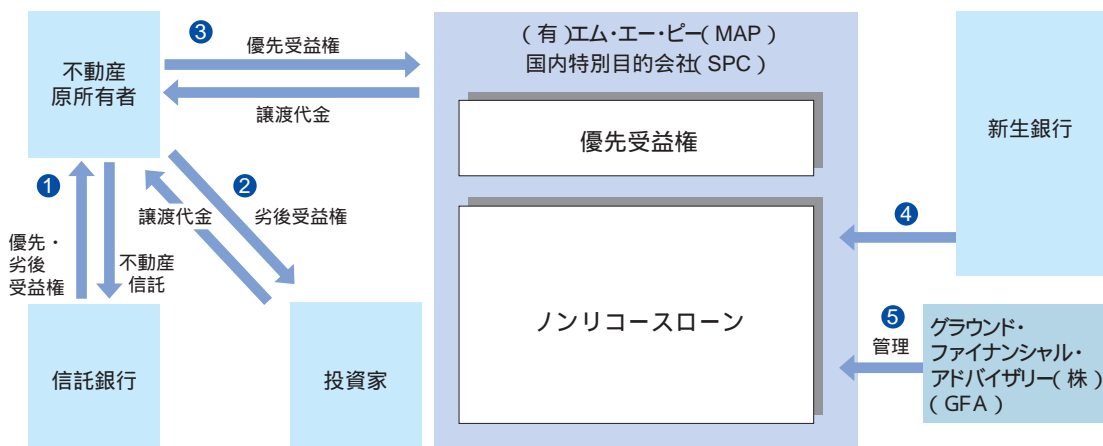 3
優先受益権
譲渡代金
不動産
原所有者
(有)エム・エー・ピー(MAP)
国内特別目的会社(SPC)
優先受益権
ノンリコースローン
新生銀行
1
優先・
劣後
受益権
不動産
信託
2
譲渡代金
劣後受益権
4
5
管理
グラウンド・
ファイナンシャル・
アドバイザリー(株)
(GFA)
信託銀行
投資家